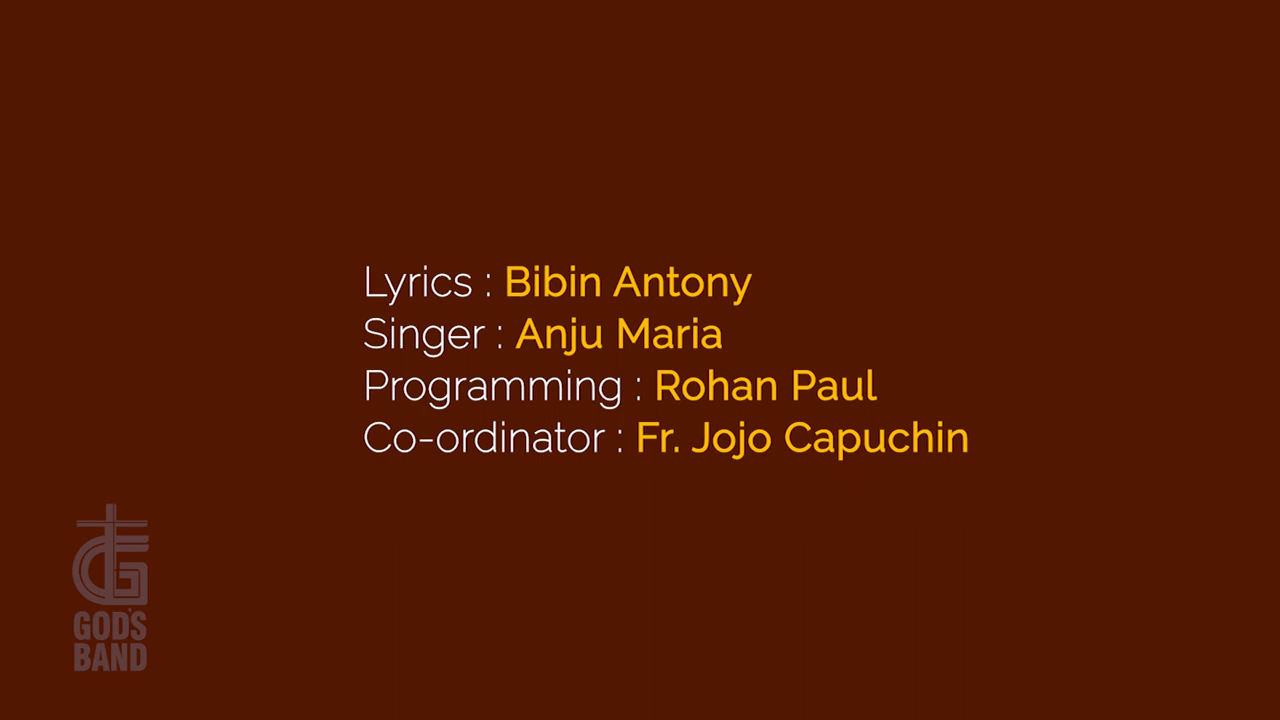 Lyrics : Bibin Antony
Singer : Anju Maria
Programming : Rohan Paul
Co-ordinator : Fr. Jojo Capuchin
GOD'S
BAND